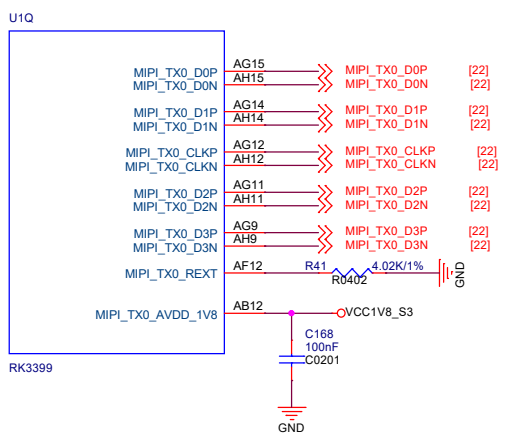 U1Q
MIPI_TX0_D0P AG15 MIPI_TX0_D0P [22]
MIPI_TX0_D0N AH15 MIPI_TX0_D0N [22]
MIPI_TX0_D1P AG14 MIPI_TX0_D1P [22]
MIPI_TX0_D1N AH14 MIPI_TX0_D1N [22]
MIPI_TX0_CLKP AG12 MIPI_TX0_CLKP [22]
MIPI_TX0_CLKN AH12 MIPI_TX0_CLKN [22]
MIPI_TX0_D2P AG11 MIPI_TX0_D2P [22]
MIPI_TX0_D2N AH11 MIPI_TX0_D2N [22]
MIPI_TX0_D3P AG9 MIPI_TX0_D3P [22]
MIPI_TX0_D3N AH9 MIPI_TX0_D3N [22]
MIPI_TX0_REXT AF12 R41 4.02K/1% GND
R0402
MIPI_TX0_AVDD_1V8 AB12 VCC1V8_S3
C168
100nF
C0201
RK3399
GND